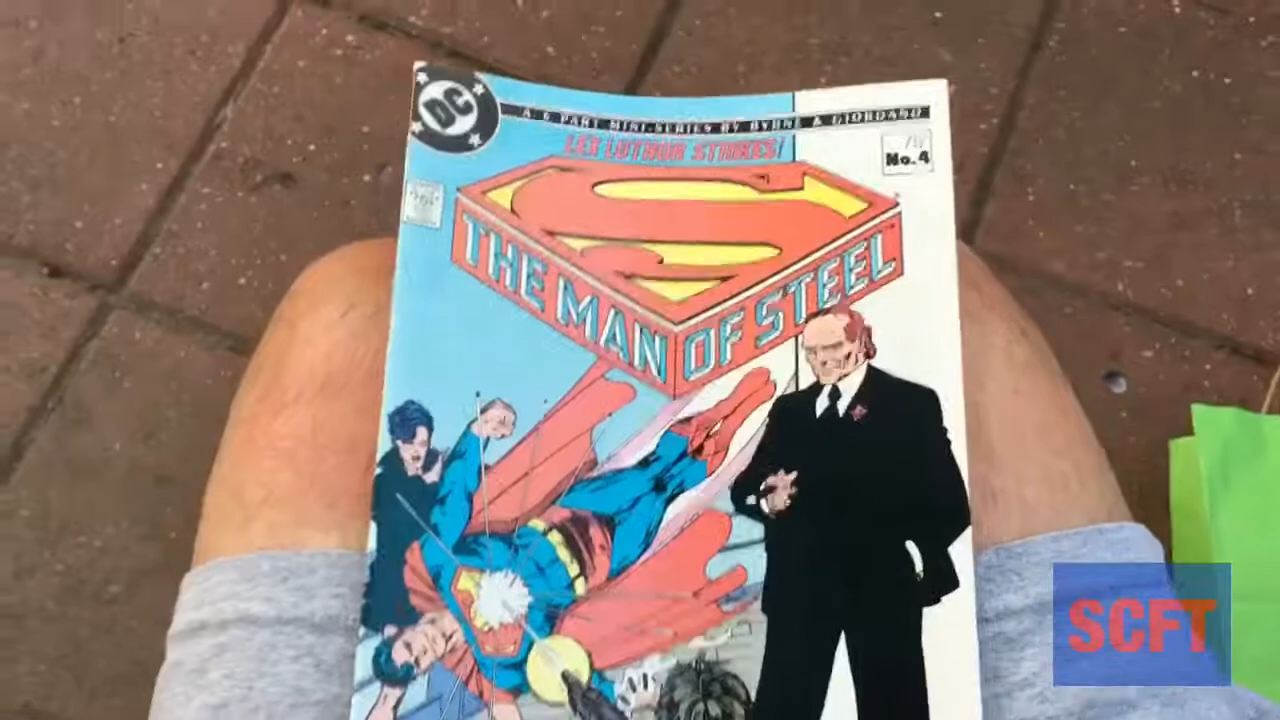 DC
A 6 PART MINI-SERIES BY BYRNE & GIORDANO
LEX LUTHOR STRIKES!
No. 4
THE MAN OF STEEL
SCFT